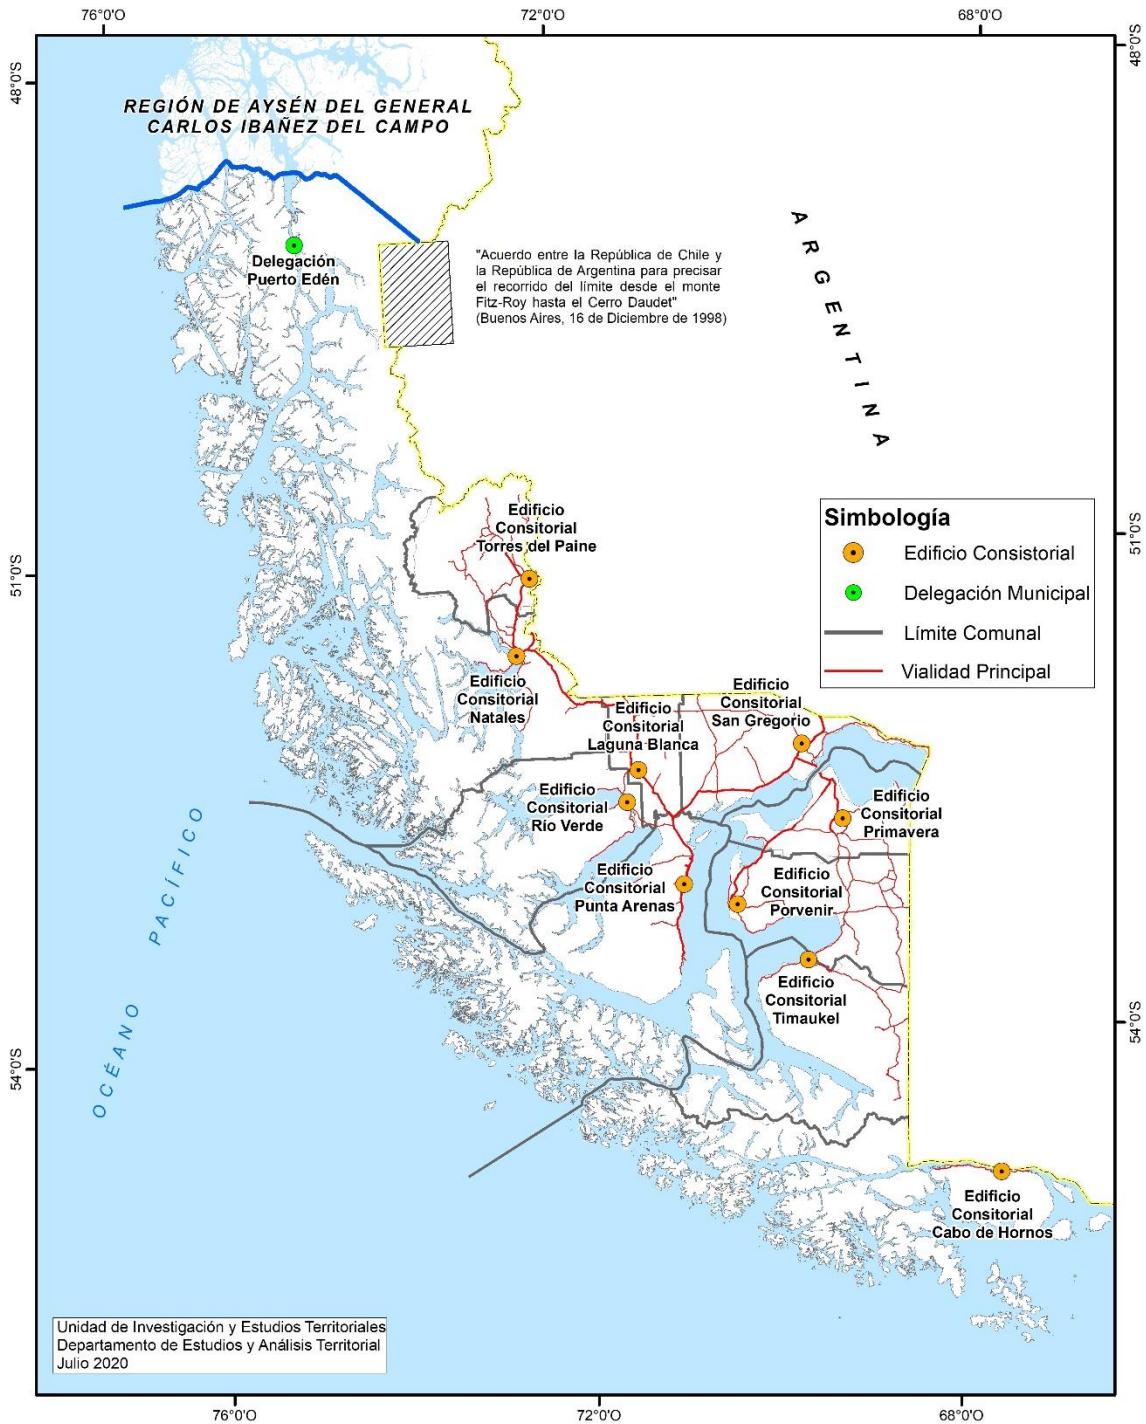 76°0'O
72°0'O
68°0'O
48°0'S
48°0'S
REGIÓN DE AYSÉN DEL GENERAL
CARLOS IBAÑEZ DEL CAMPO
ARGENTINA
Delegación
Puerto Edén
"Acuerdo entre la República de Chile y
la República de Argentina para precisar
el recorrido del límite desde el monte
Fitz-Roy hasta el Cerro Daudet"
(Buenos Aires, 16 de Diciembre de 1998)
Simbología
Edificio Consistorial
Delegación Municipal
Límite Comunal
Vialidad Principal
51°0'S
51°0'S
Edificio
Consitorial
Torres del Paine
Edificio
Consitorial
Natales
Edificio
Consitorial
San Gregorio
Edificio
Consitorial
Laguna Blanca
Edificio
Consitorial
Río Verde
Edificio
Consitorial
Primavera
Edificio
Consitorial
Punta Arenas
Edificio
Consitorial
Porvenir
Edificio
Consitorial
Timaukel
OCÉANO PACÍFICO
54°0'S
54°0'S
Edificio
Consitorial
Cabo de Hornos
Unidad de Investigación y Estudios Territoriales
Departamento de Estudios y Análisis Territorial
Julio 2020
76°0'O
72°0'O
68°0'O